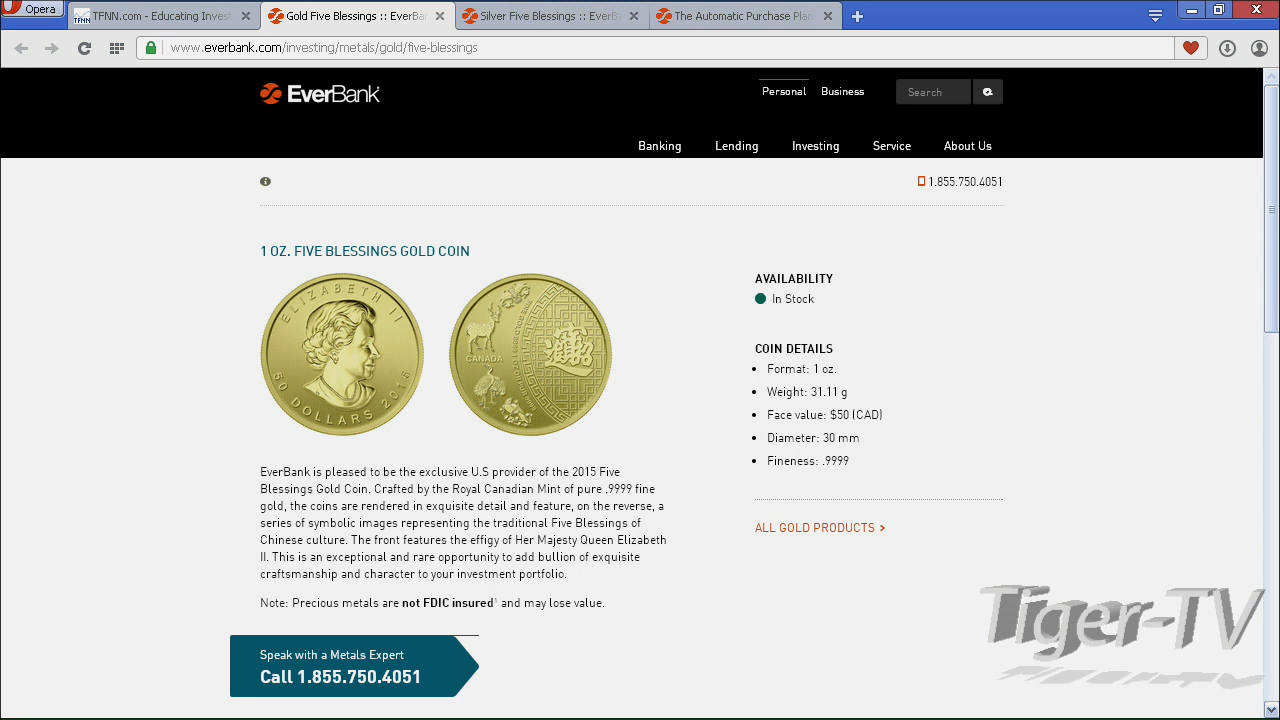 Opera
TFNN.com - Educating Invest
Gold Five Blessings :: EverBan
Silver Five Blessings :: EverB
The Automatic Purchase Plan
www.everbank.com/investing/metals/gold/five-blessings
EverBank
Personal Business
Search
Banking Lending Investing Service About Us
1.855.750.4051
1 OZ. FIVE BLESSINGS GOLD COIN
ELIZABETH II
50 DOLLARS 2015
CANADA
招財進寶
AVAILABILITY
In Stock
COIN DETAILS
Format: 1 oz.
Weight: 31.11 g
Face value: $50 (CAD)
Diameter: 30 mm
Fineness: .9999
ALL GOLD PRODUCTS >
EverBank is pleased to be the exclusive U.S provider of the 2015 Five
Blessings Gold Coin. Crafted by the Royal Canadian Mint of pure .9999 fine
gold, the coins are rendered in exquisite detail and feature, on the reverse, a
series of symbolic images representing the traditional Five Blessings of
Chinese culture. The front features the effigy of Her Majesty Queen Elizabeth
II. This is an exceptional and rare opportunity to add bullion of exquisite
craftsmanship and character to your investment portfolio.
Note: Precious metals are not FDIC insured¹ and may lose value.
Speak with a Metals Expert
Call 1.855.750.4051
Tiger-TV